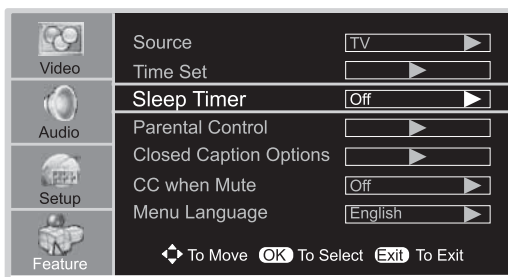 Video
Audio
Setup
Feature
Source TV
Time Set
Sleep Timer Off
Parental Control
Closed Caption Options
CC when Mute Off
Menu Language English
To Move OK To Select Exit To Exit